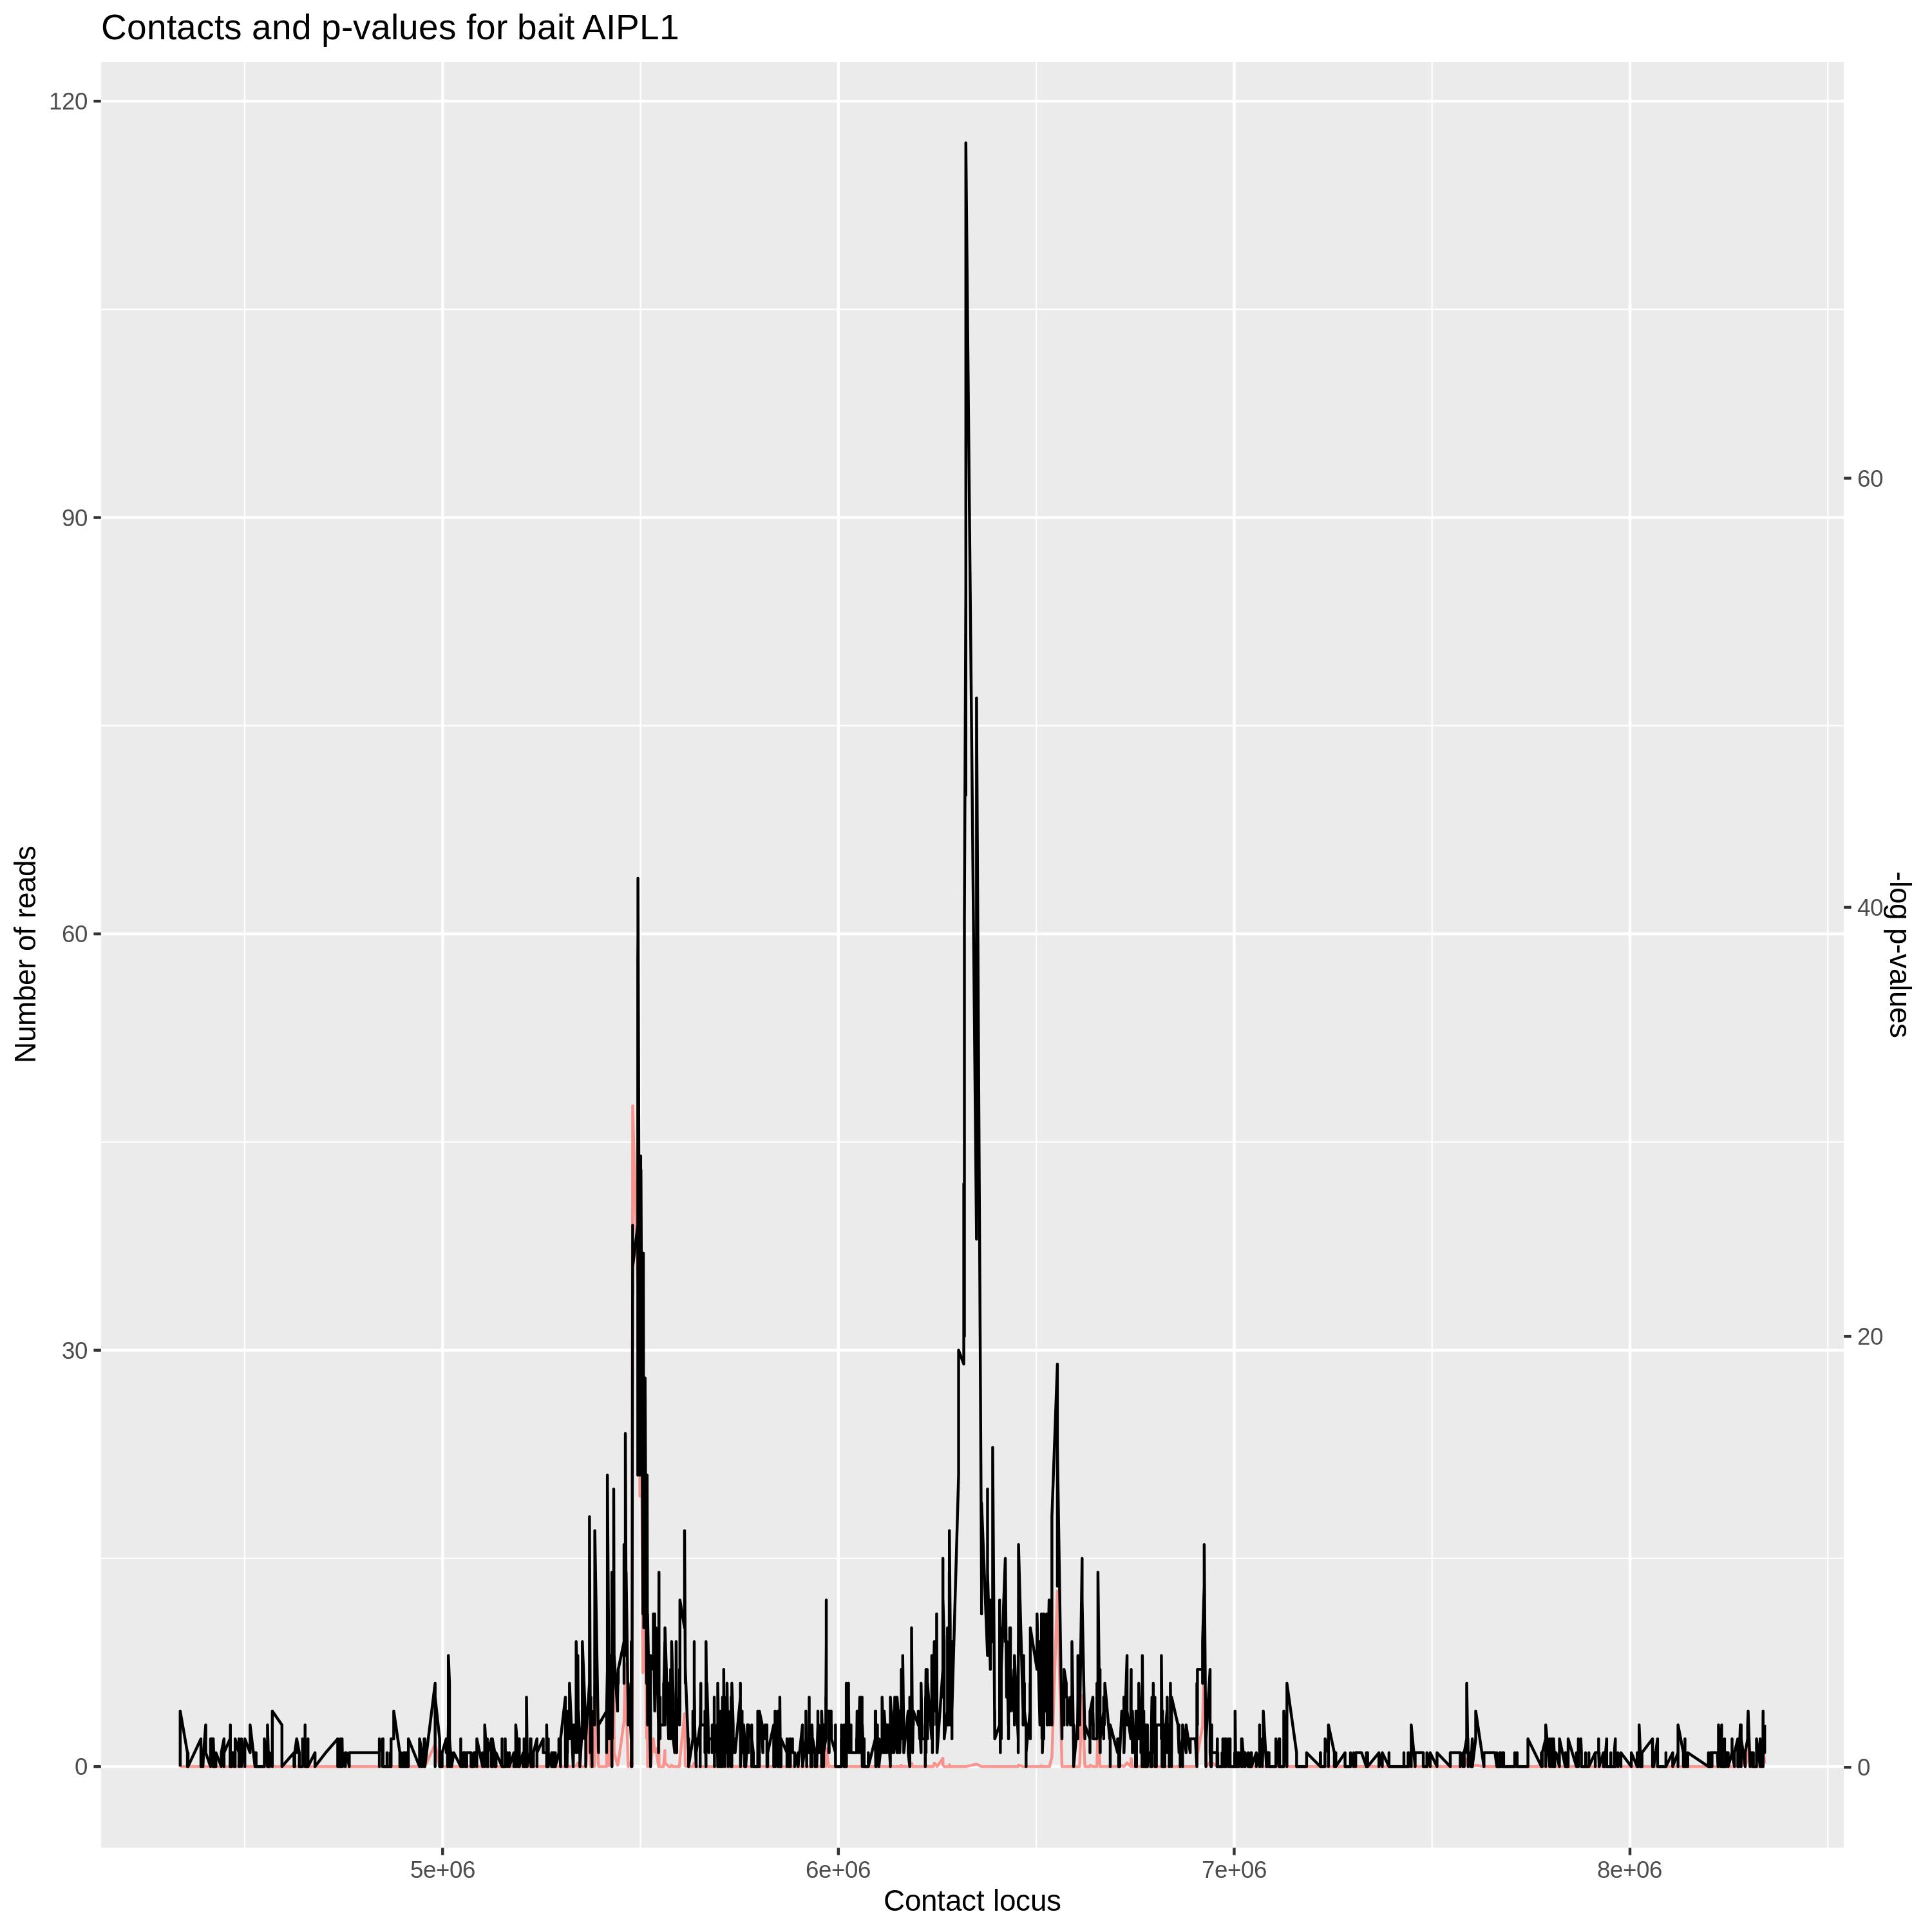 Contacts and p-values for bait AIPL1
120
90
60
30
0
Number of reads
60
40
20
0
-log p-values
5e+06
6e+06
7e+06
8e+06
Contact locus